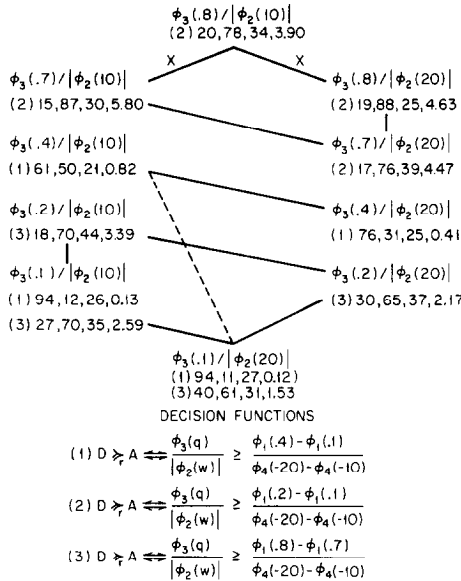 ϕ₃(.8)/|ϕ₂(10)|
(2) 20,78,34,3.90
X X
ϕ₃(.7)/|ϕ₂(10)|
(2) 15,87,30,5.80
ϕ₃(.8)/|ϕ₂(20)|
(2) 19,88,25,4.63
ϕ₃(.4)/|ϕ₂(10)|
(1) 61,50,21,0.82
ϕ₃(.7)/|ϕ₂(20)|
(2) 17,76,39,4.47
ϕ₃(.2)/|ϕ₂(10)|
(3) 18,70,44,3.39
ϕ₃(.4)/|ϕ₂(20)|
(1) 76,31,25,0.41
ϕ₃(.1)/|ϕ₂(10)|
(1) 94,12,26,0.13
(3) 27,70,35,2.59
ϕ₃(.2)/|ϕ₂(20)|
(3) 30,65,37,2.17
ϕ₃(.1)/|ϕ₂(20)|
(1) 94,11,27,0.12)
(3) 40,61,31,1.53
DECISION FUNCTIONS
(1) D ≽ᵣ A ⇔ ϕ₃(q)/|ϕ₂(w)| ≥ ϕ₁(.4)-ϕ₁(.1)/ϕ₄(-20)-ϕ₄(-10)
(2) D ≽ᵣ A ⇔ ϕ₃(q)/|ϕ₂(w)| ≥ ϕ₁(.2)-ϕ₁(.1)/ϕ₄(-20)-ϕ₄(-10)
(3) D ≽ᵣ A ⇔ ϕ₃(q)/|ϕ₂(w)| ≥ ϕ₁(.8)-ϕ₁(.7)/ϕ₄(-20)-ϕ₄(-10)